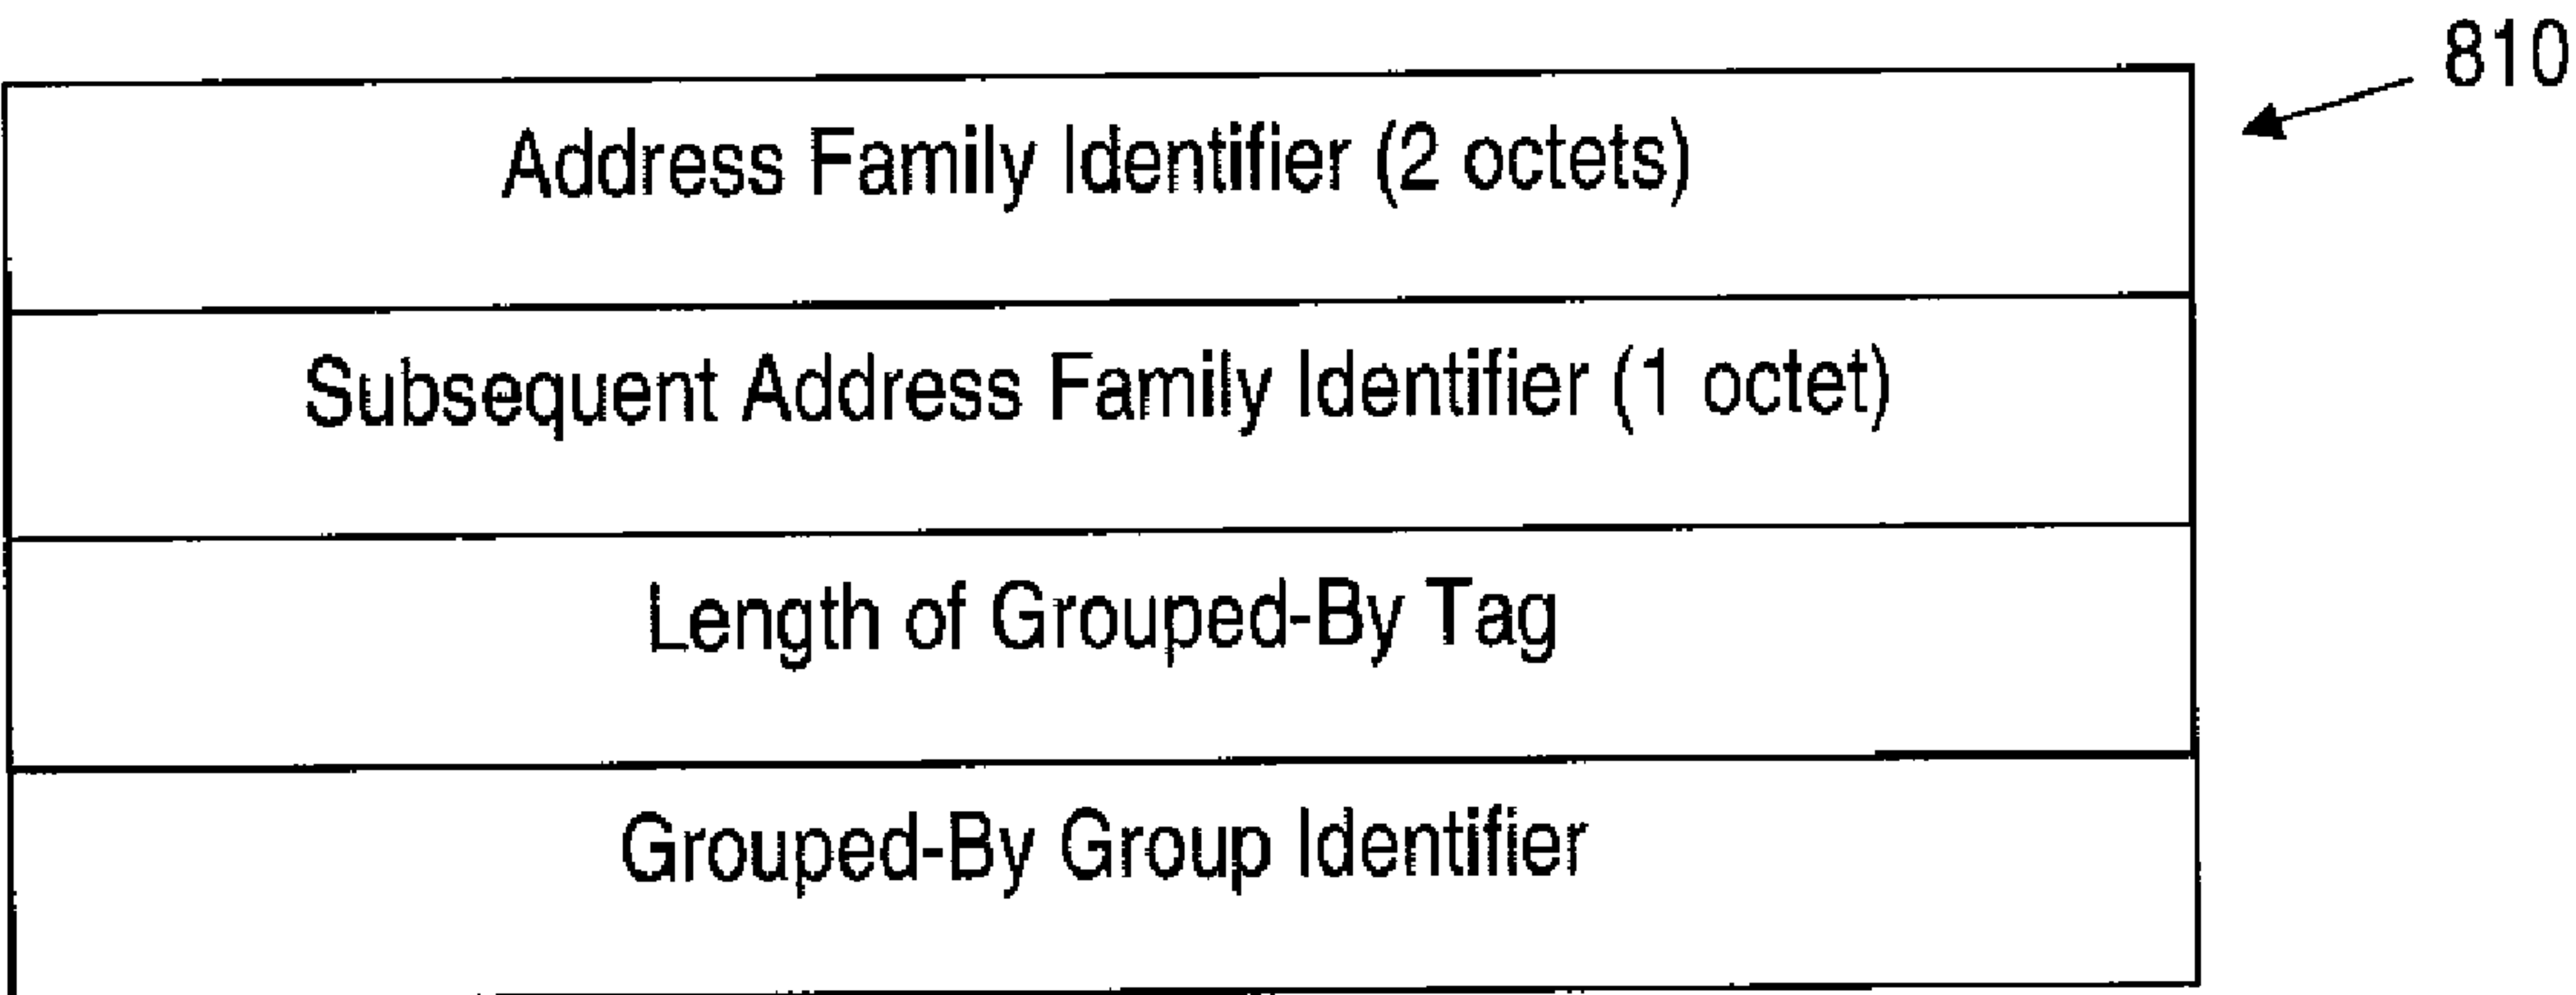 810
Address Family Identifier (2 octets)
Subsequent Address Family Identifier (1 octet)
Length of Grouped-By Tag
Grouped-By Group Identifier